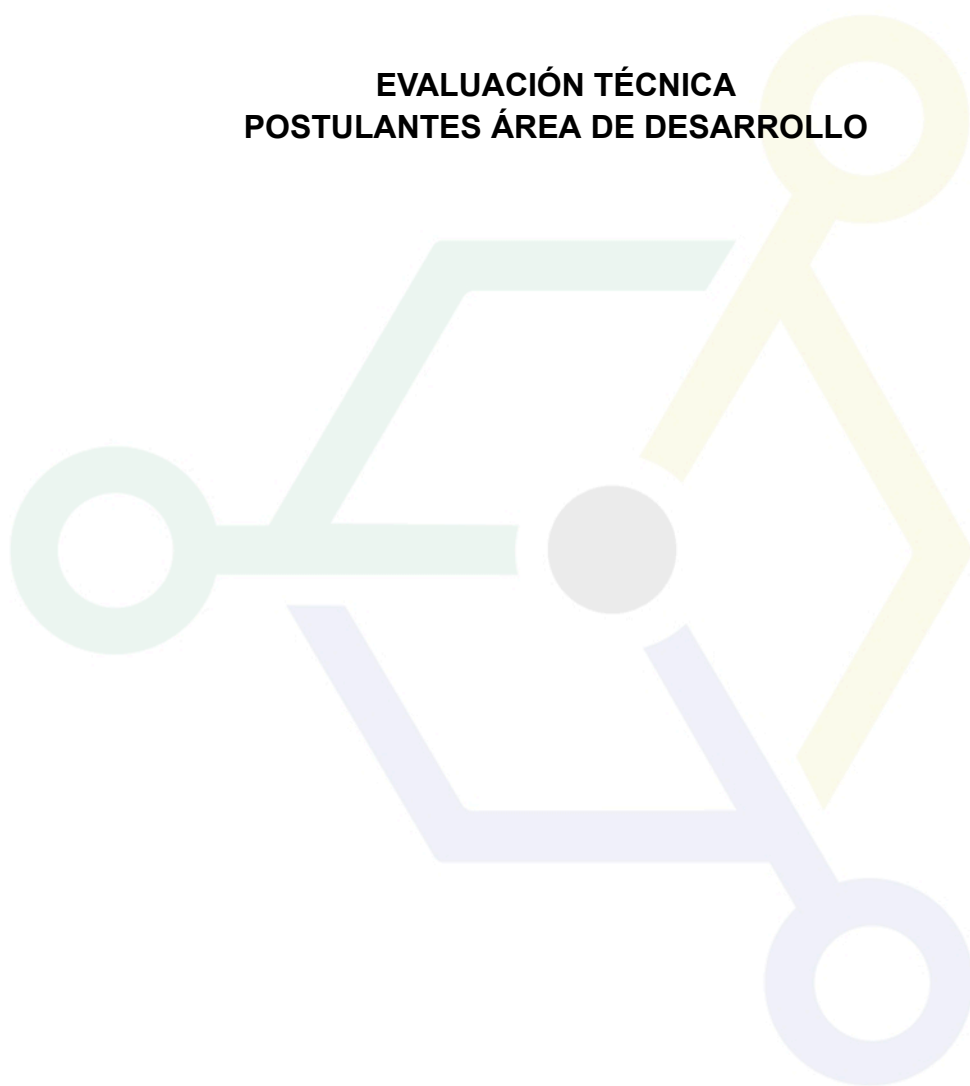 EVALUACIÓN TÉCNICA
POSTULANTES ÁREA DE DESARROLLO